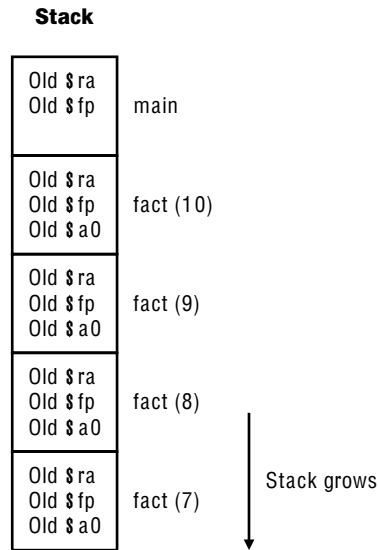 Stack
Old $ra
Old $fp
main
Old $ra
Old $fp
Old $a0
fact (10)
Old $ra
Old $fp
Old $a0
fact (9)
Old $ra
Old $fp
Old $a0
fact (8)
Old $ra
Old $fp
Old $a0
fact (7)
Stack grows